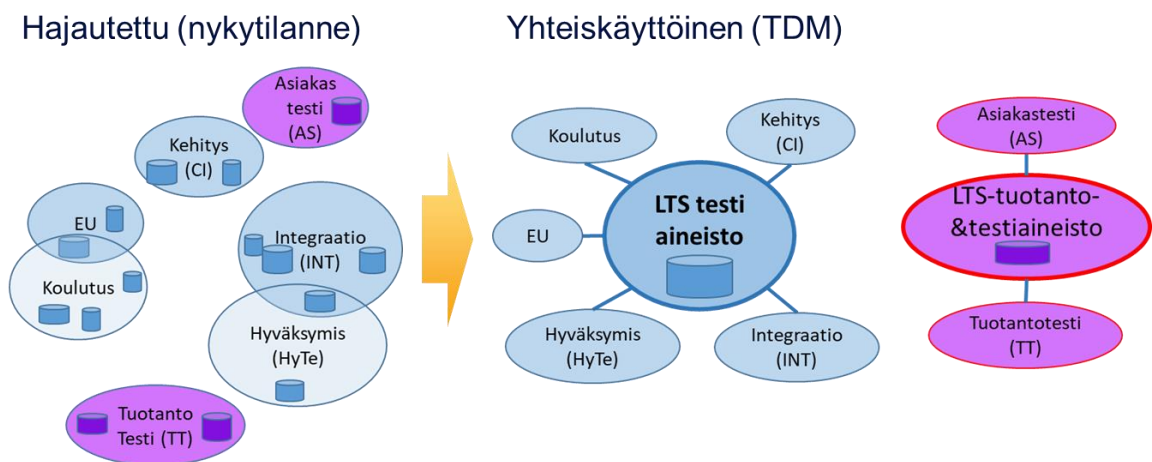 Hajautettu (nykytilanne)
Yhteiskäyttöinen (TDM)
Asiakas
testi
(AS)
Kehitys
(CI)
EU
Koulutus
Integraatio
(INT)
Hyväksymis
(HyTe)
Tuotanto
Testi (TT)
Koulutus
Kehitys
(CI)
LTS testi
aineisto
EU
Hyväksymis
(HyTe)
Integraatio
(INT)
Asiakastesti
(AS)
LTS-tuotanto-
&testiaineisto
Tuotantotesti
(TT)